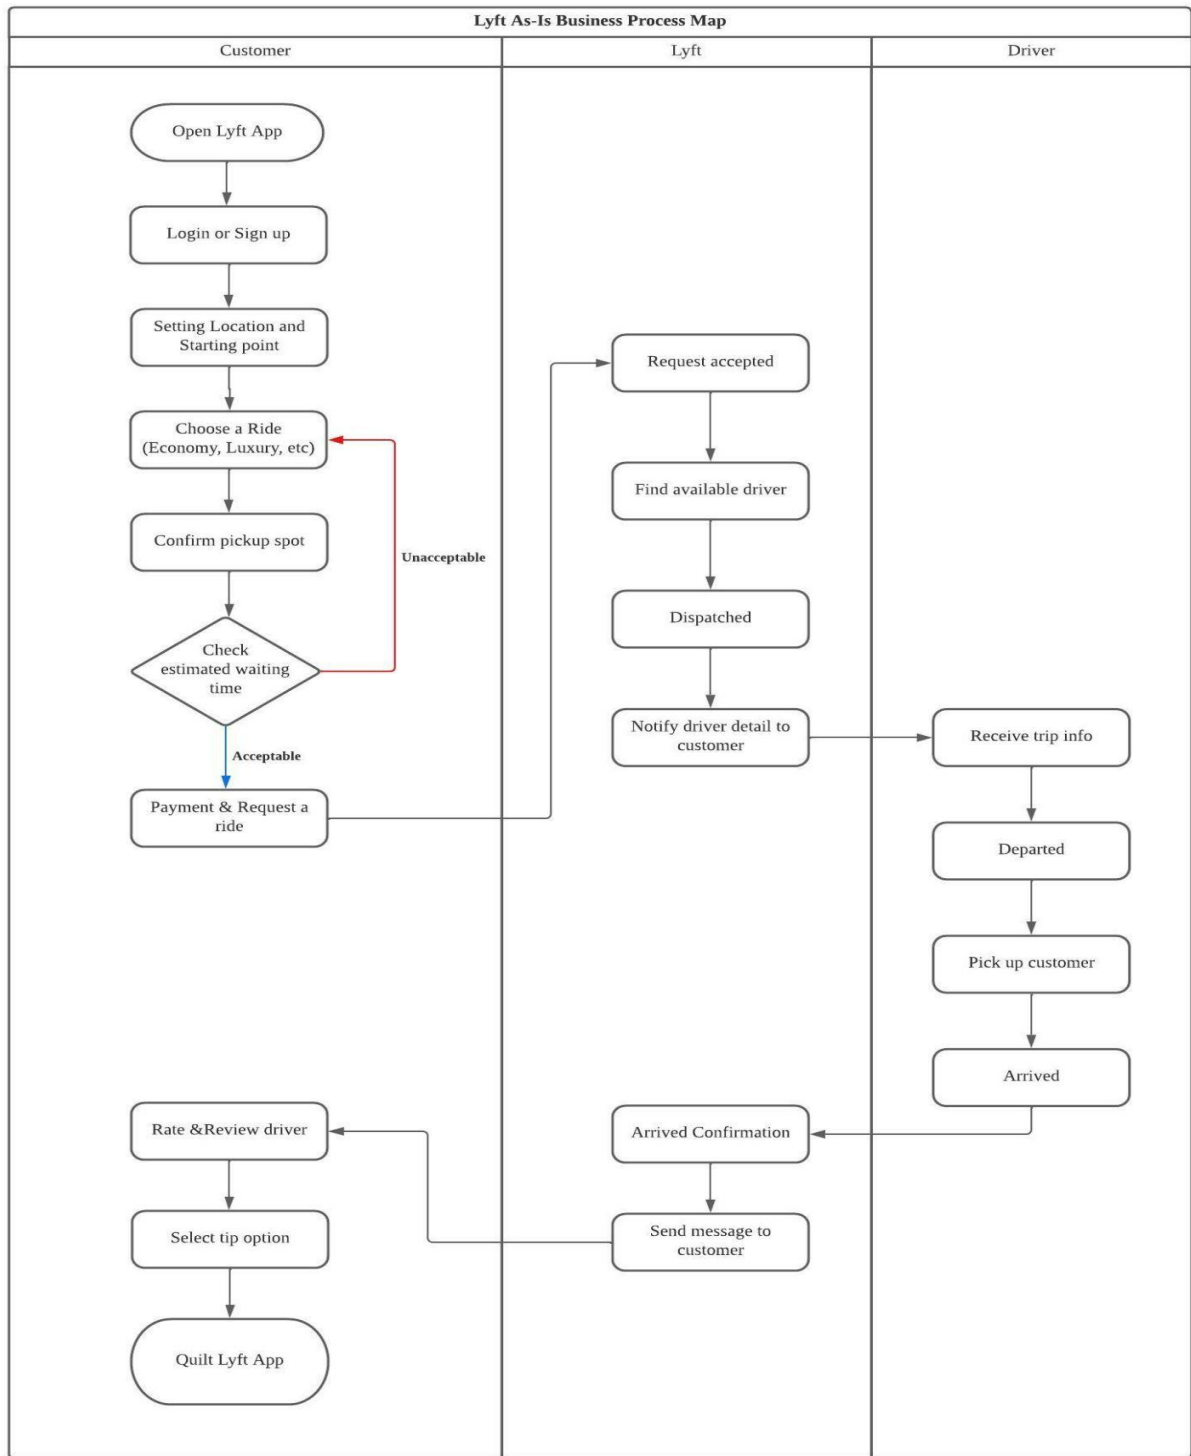 Lyft As-Is Business Process Map
Customer
Lyft
Driver
Open Lyft App
Login or Sign up
Setting Location and
Starting point
Choose a Ride
(Economy, Luxury, etc)
Confirm pickup spot
Unacceptable
Check
estimated waiting
time
Acceptable
Payment & Request a
ride
Request accepted
Find available driver
Dispatched
Notify driver detail to
customer
Receive trip info
Departed
Pick up customer
Arrived
Arrived Confirmation
Send message to
customer
Rate &Review driver
Select tip option
Quilt Lyft App